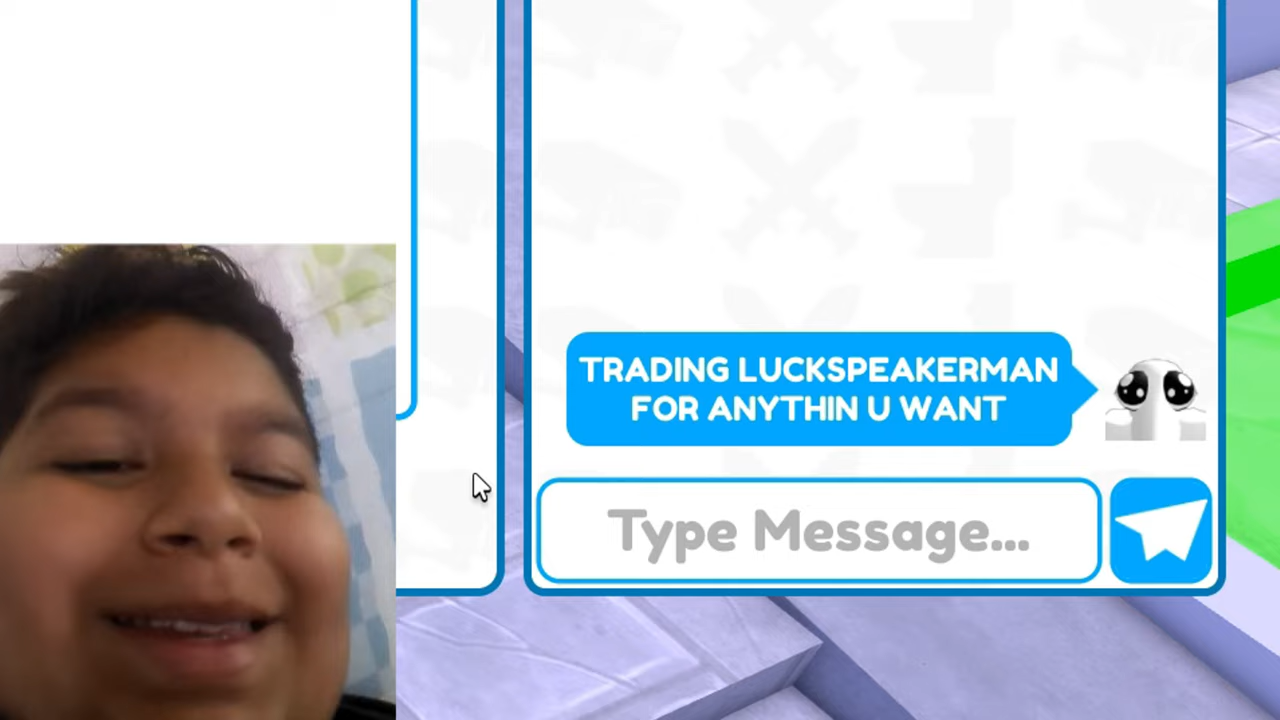 TRADING LUCKSPEAKERMAN
FOR ANYTHIN U WANT
Type Message...